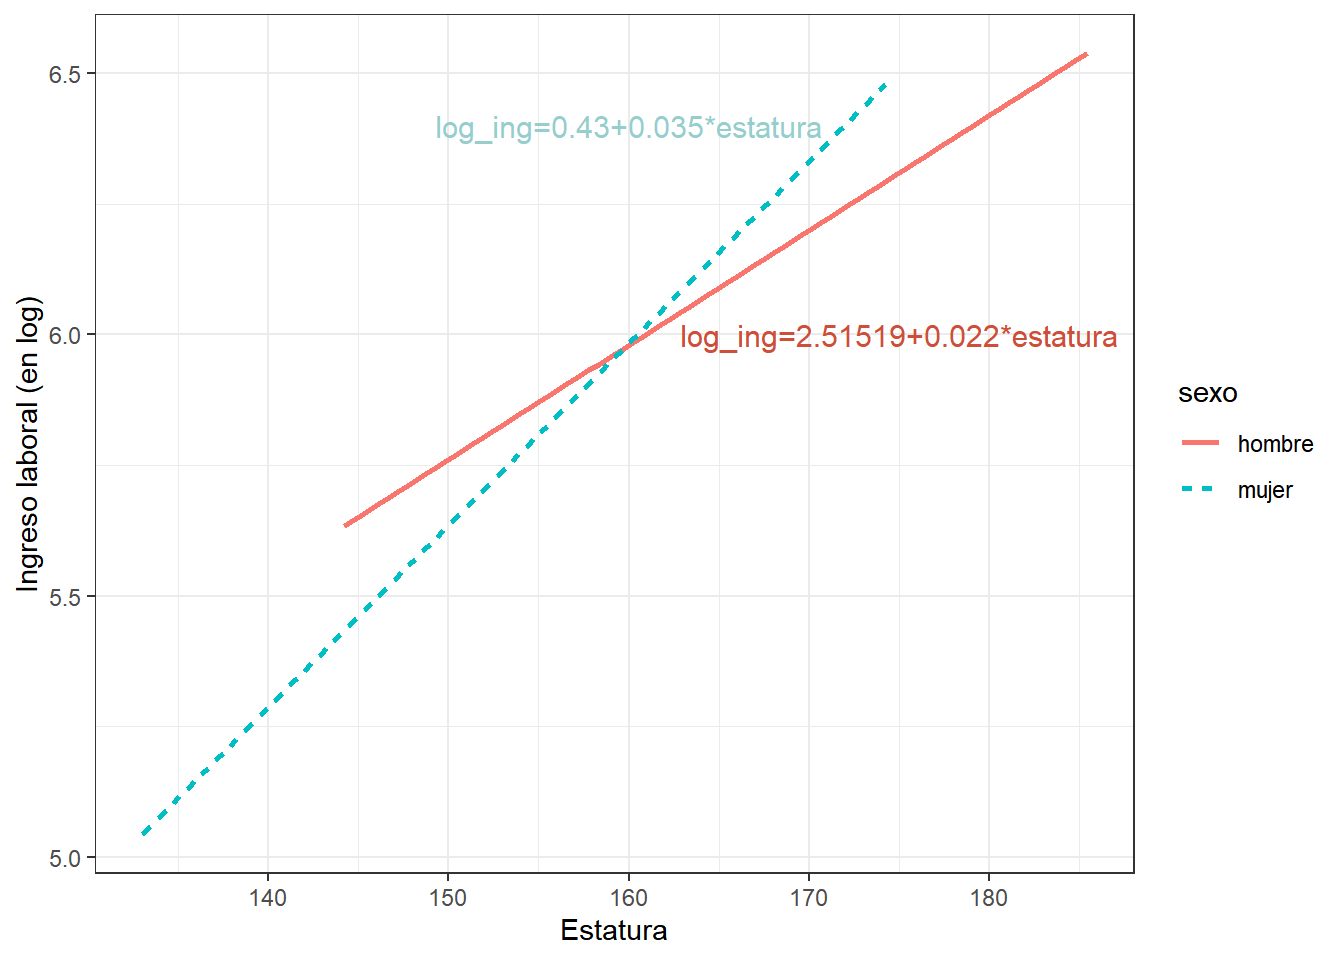 6.5
6.0
5.5
5.0
Ingreso laboral (en log)
log_ing=0.43+0.035*estatura
log_ing=2.51519+0.022*estatura
140 150 160 170 180
Estatura
sexo
hombre
mujer